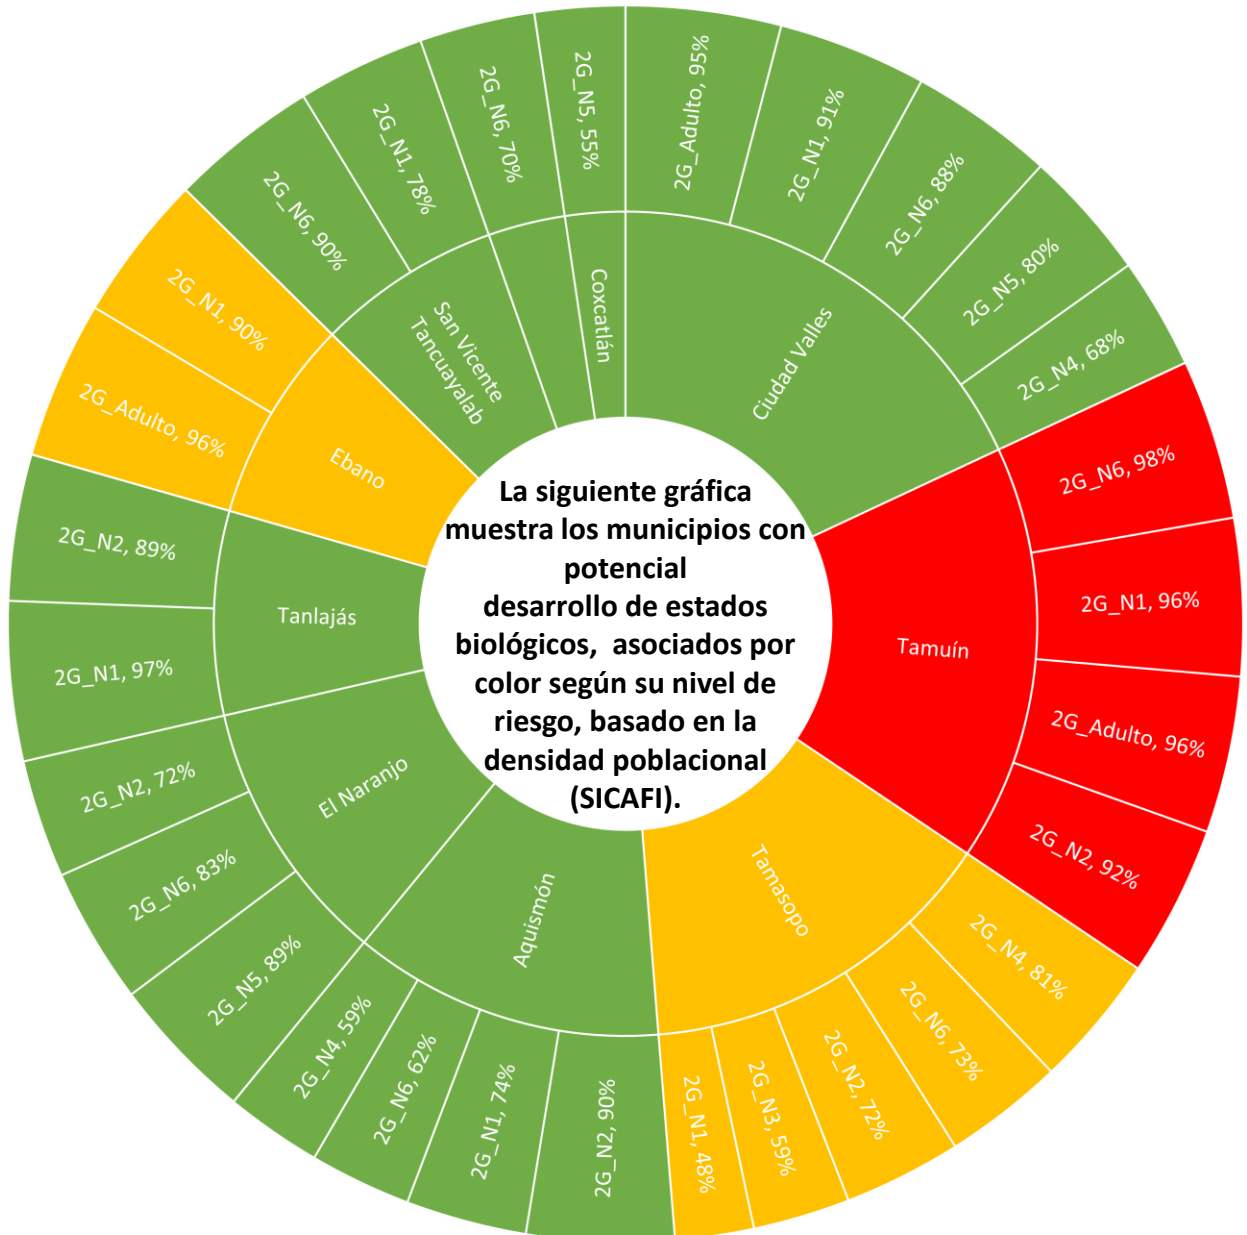 La siguiente gráfica
muestra los municipios con
potencial
desarrollo de estados
biológicos, asociados por
color según su nivel de
riesgo, basado en la
densidad poblacional
(SICAFI).
Ciudad Valles
2G_Adulto, 95%
2G_N1, 91%
2G_N6, 88%
2G_N5, 80%
2G_N4, 68%
Tamuín
2G_N6, 98%
2G_N1, 96%
2G_Adulto, 96%
2G_N2, 92%
Tamasopo
2G_N4, 81%
2G_N6, 73%
2G_N2, 72%
2G_N3, 59%
2G_N1, 48%
Aquismón
2G_N2, 90%
2G_N1, 74%
2G_N6, 62%
2G_N4, 59%
El Naranjo
2G_N5, 89%
2G_N6, 83%
2G_N2, 72%
Tanlajás
2G_N1, 97%
2G_N2, 89%
Ebano
2G_Adulto, 96%
2G_N1, 90%
San Vicente
Tancuayalab
2G_N6, 90%
2G_N1, 78%
2G_N6, 70%
Coxcatlán
2G_N5, 55%